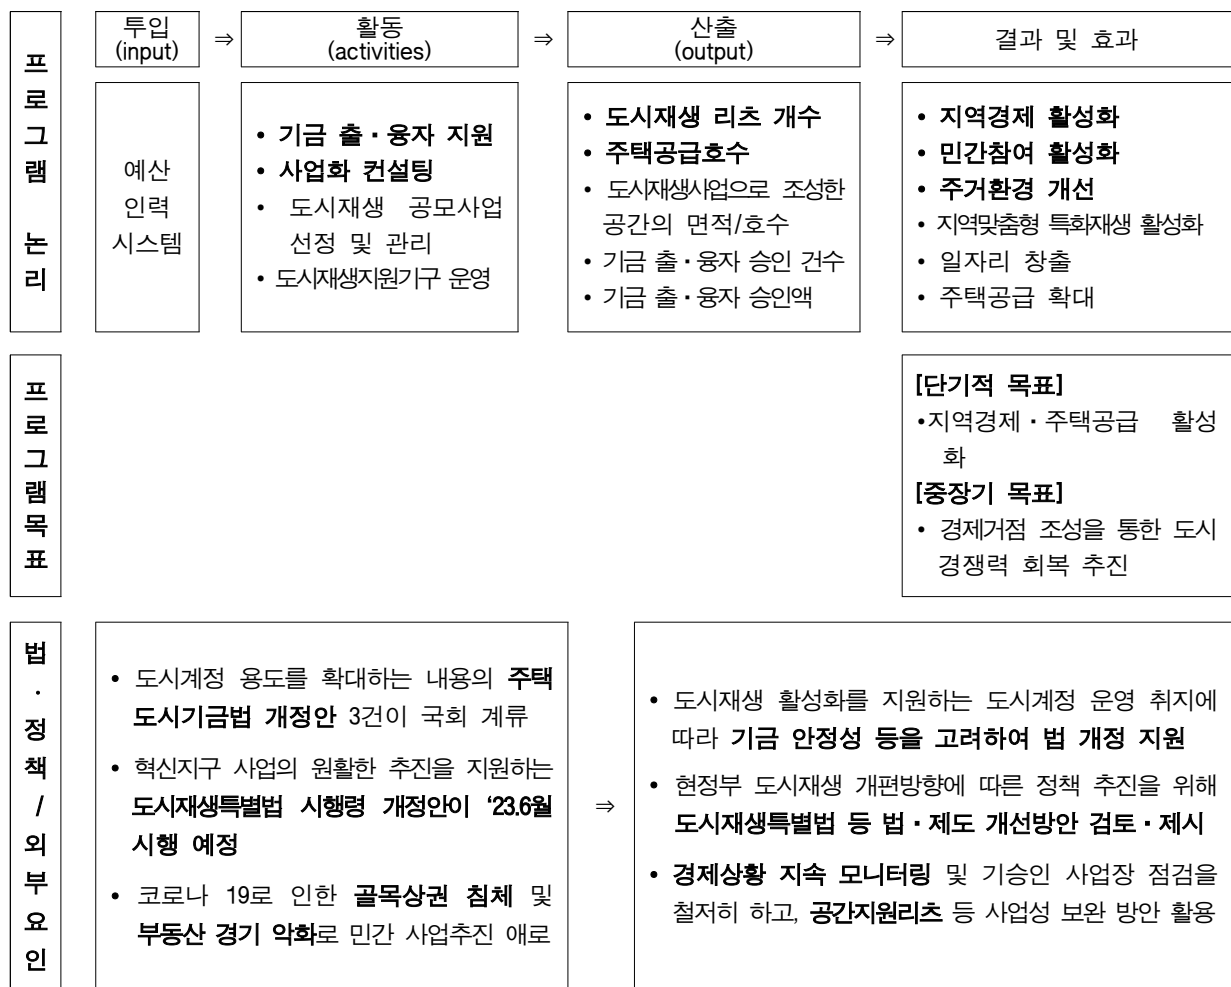 프로그램 논리
투입
(input)
⇒
활동
(activities)
⇒
산출
(output)
⇒
결과 및 효과
예산
인력
시스템
• 기금 출・융자 지원
• 사업화 컨설팅
• 도시재생 공모사업
선정 및 관리
• 도시재생지원기구 운영
• 도시재생 리츠 개수
• 주택공급호수
• 도시재생사업으로 조성한
공간의 면적/호수
• 기금 출・융자 승인 건수
• 기금 출・융자 승인액
• 지역경제 활성화
• 민간참여 활성화
• 주거환경 개선
• 지역맞춤형 특화재생 활성화
• 일자리 창출
• 주택공급 확대
프로그램목표
[단기적 목표]
•지역경제・주택공급 활성
화
[중장기 목표]
• 경제거점 조성을 통한 도시
경쟁력 회복 추진
법・정책/외부요인
• 도시계정 용도를 확대하는 내용의 주택
도시기금법 개정안 3건이 국회 계류
• 혁신지구 사업의 원활한 추진을 지원하는
도시재생특별법 시행령 개정안이 ‘23.6월
시행 예정
• 코로나 19로 인한 골목상권 침체 및
부동산 경기 악화로 민간 사업추진 애로
⇒
• 도시재생 활성화를 지원하는 도시계정 운영 취지에
따라 기금 안정성 등을 고려하여 법 개정 지원
• 현정부 도시재생 개편방향에 따른 정책 추진을 위해
도시재생특별법 등 법・제도 개선방안 검토・제시
• 경제상황 지속 모니터링 및 기승인 사업장 점검을
철저히 하고, 공간지원리츠 등 사업성 보완 방안 활용